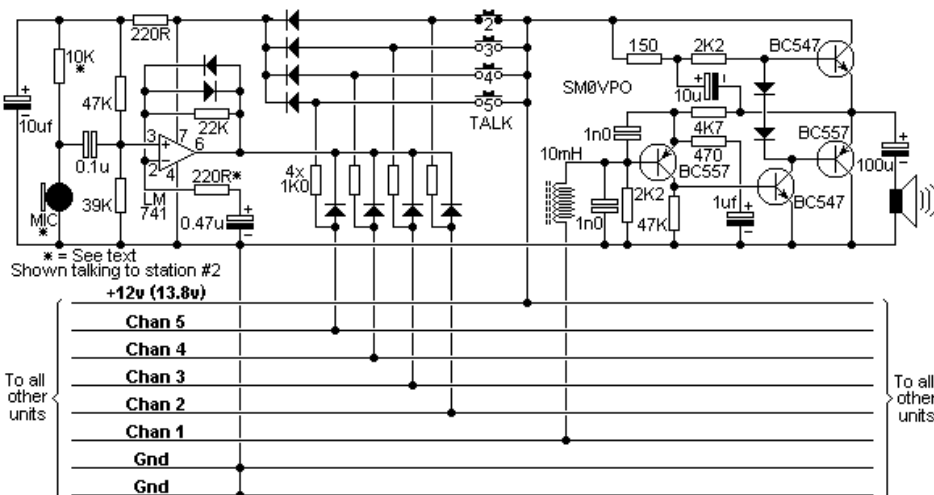 220R
10K
*
47K
10uf
+
-
0.1u
MIC
*
39K
22K
3
7
6
2
4
+
-
LM
741
220R*
0.47u
+
-
4x
1K0
2
3
4
5
TALK
SM0VPO
150
2K2
BC547
+
10u
4K7
470
1n0
10mH
BC557
1n0
2K2
47K
1uf
+
-
BC547
BC557
+
100u
-
* = See text
Shown talking to station #2
+12v (13.8v)
Chan 5
Chan 4
Chan 3
Chan 2
Chan 1
Gnd
Gnd
To all
other
units
To all
other
units